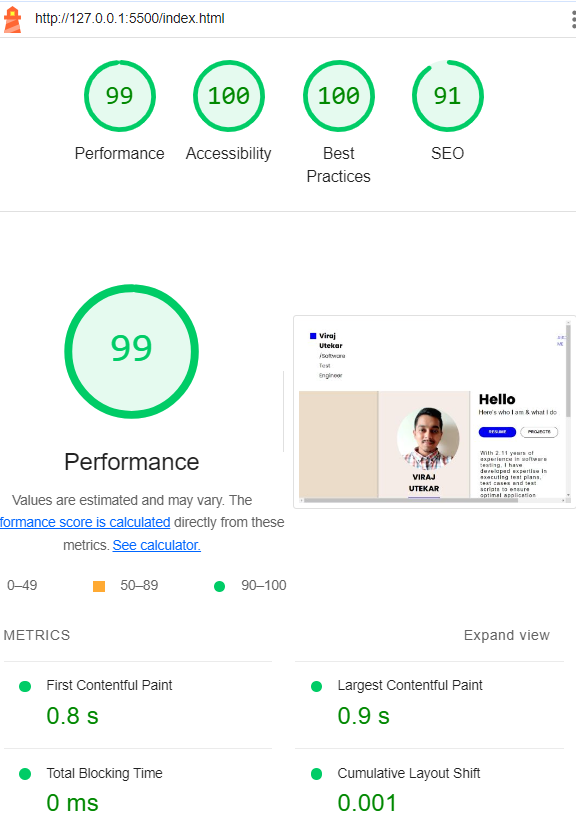 http://127.0.0.1:5500/index.html
99
100
100
91
Performance
Accessibility
Best
Practices
SEO
99
Performance
Values are estimated and may vary. The
formance score is calculated directly from these
metrics. See calculator.
0–49
50–89
90–100
Viraj
Utekar
/Software
Test
Engineer
Hello
Here's who I am & what I do
RESUME
PROJECTS
VIRAJ
UTEKAR
With 2.11 years of
experience in software
testing, I have
developed expertise in
executing test plans,
test cases and test
scripts to ensure
optimal application
METRICS
Expand view
First Contentful Paint
0.8 s
Largest Contentful Paint
0.9 s
Total Blocking Time
0 ms
Cumulative Layout Shift
0.001